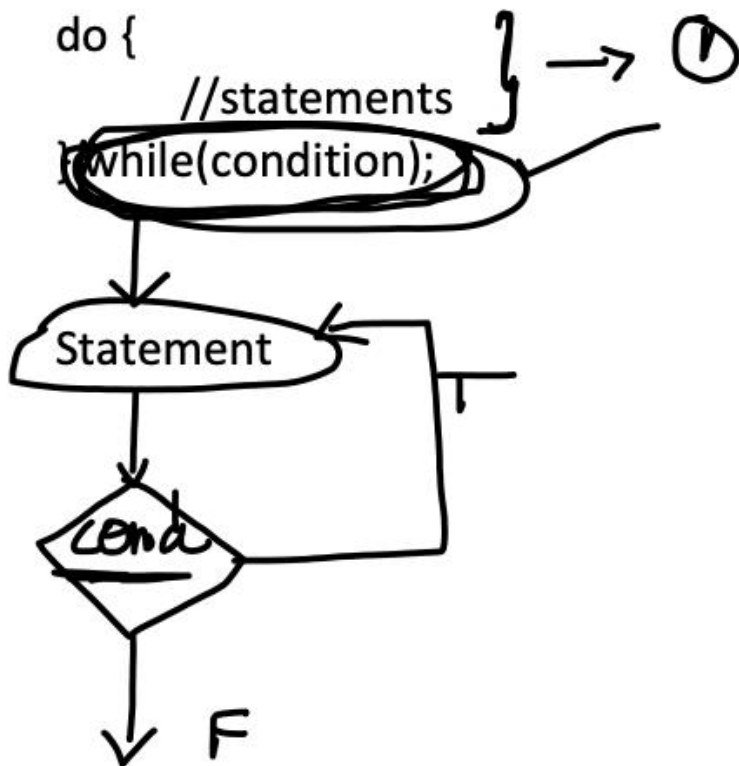 do {
//statements
} while(condition);
1
Statement
T
cond
F